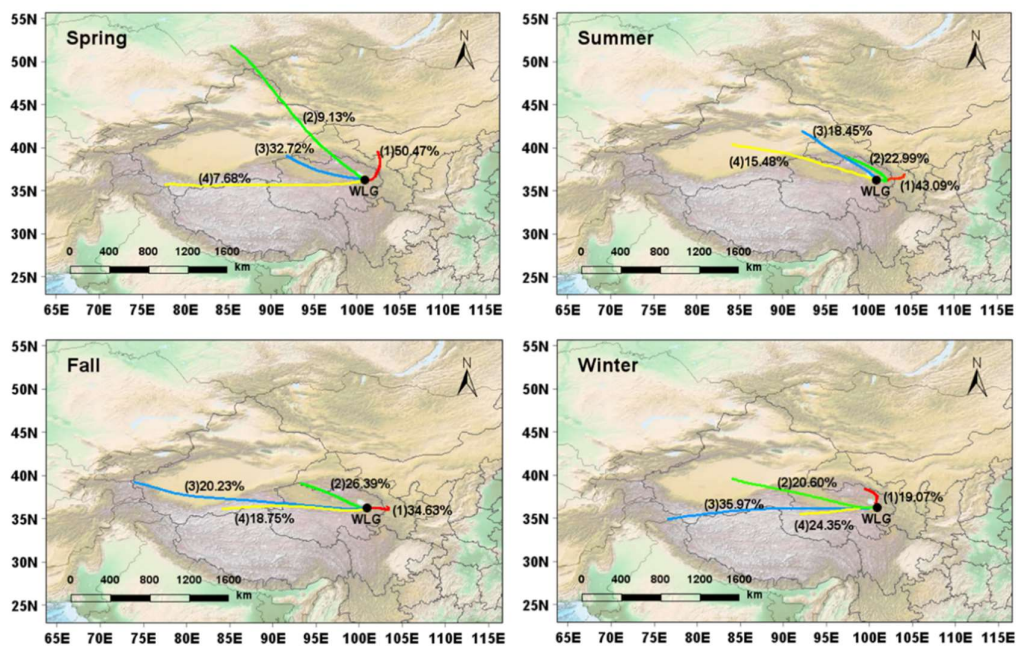 Spring
N
55N
50N
45N
40N
35N
30N
25N
(2)9.13%
(3)32.72%
(1)50.47%
(4)7.68%
WLG
0 400 800 1200 1600
km
65E 70E 75E 80E 85E 90E 95E 100E 105E 110E 115E
Summer
N
55N
50N
45N
40N
35N
30N
25N
(3)18.45%
(4)15.48%
(2)22.99%
(1)43.09%
WLG
0 400 800 1200 1600
km
65E 70E 75E 80E 85E 90E 95E 100E 105E 110E 115E
Fall
N
55N
50N
45N
40N
35N
30N
25N
(3)20.23%
(2)26.39%
(1)34.63%
(4)18.75%
WLG
0 400 800 1200 1600
km
65E 70E 75E 80E 85E 90E 95E 100E 105E 110E 115E
Winter
N
55N
50N
45N
40N
35N
30N
25N
(2)20.60%
(1)19.07%
(3)35.97%
(4)24.35%
WLG
0 400 800 1200 1600
km
65E 70E 75E 80E 85E 90E 95E 100E 105E 110E 115E